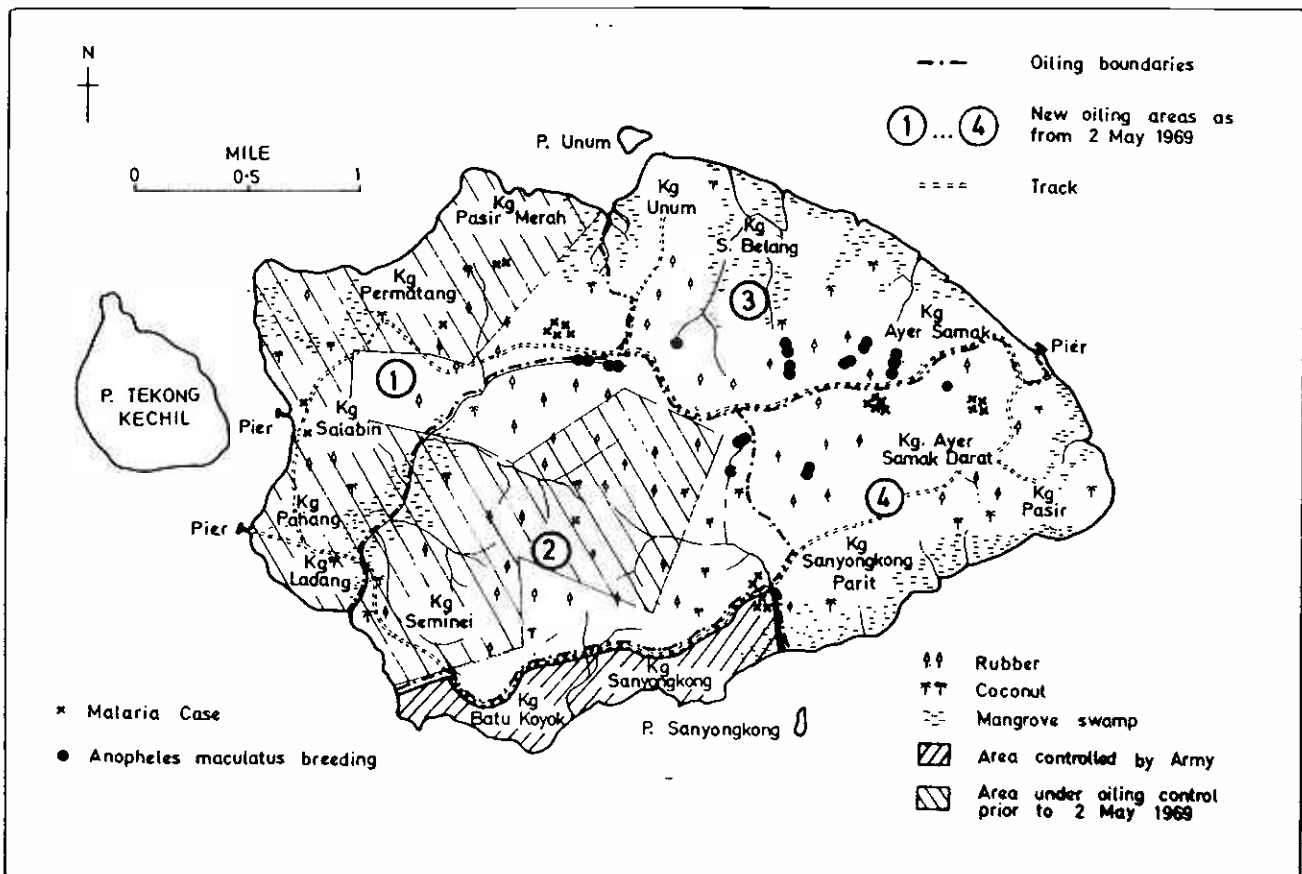 N
MILE
0 0·5 1
P. Unum
Oiling boundaries
1 ... 4
New oiling areas as
from 2 May 1969
Track
Kg
Pasir Merah
Kg
Unum
Kg
S. Belang
3
Kg
Permatang
Kg
Ayer Samak
Pier
P. TEKONG
KECHIL
1
Pier
Kg
Salabin
Kg. Ayer
Samak Darat
4
Kg
Pasir
Pier
Kg
Pahang
2
Kg
Ladang
Kg
Sanyongkong
Parit
Kg
Seminei
Kg
Sanyongkong
Kg
Batu Koyok
P. Sanyongkong
Malaria Case
Anopheles maculatus breeding
Rubber
Coconut
Mangrove swamp
Area controlled by Army
Area under oiling control
prior to 2 May 1969